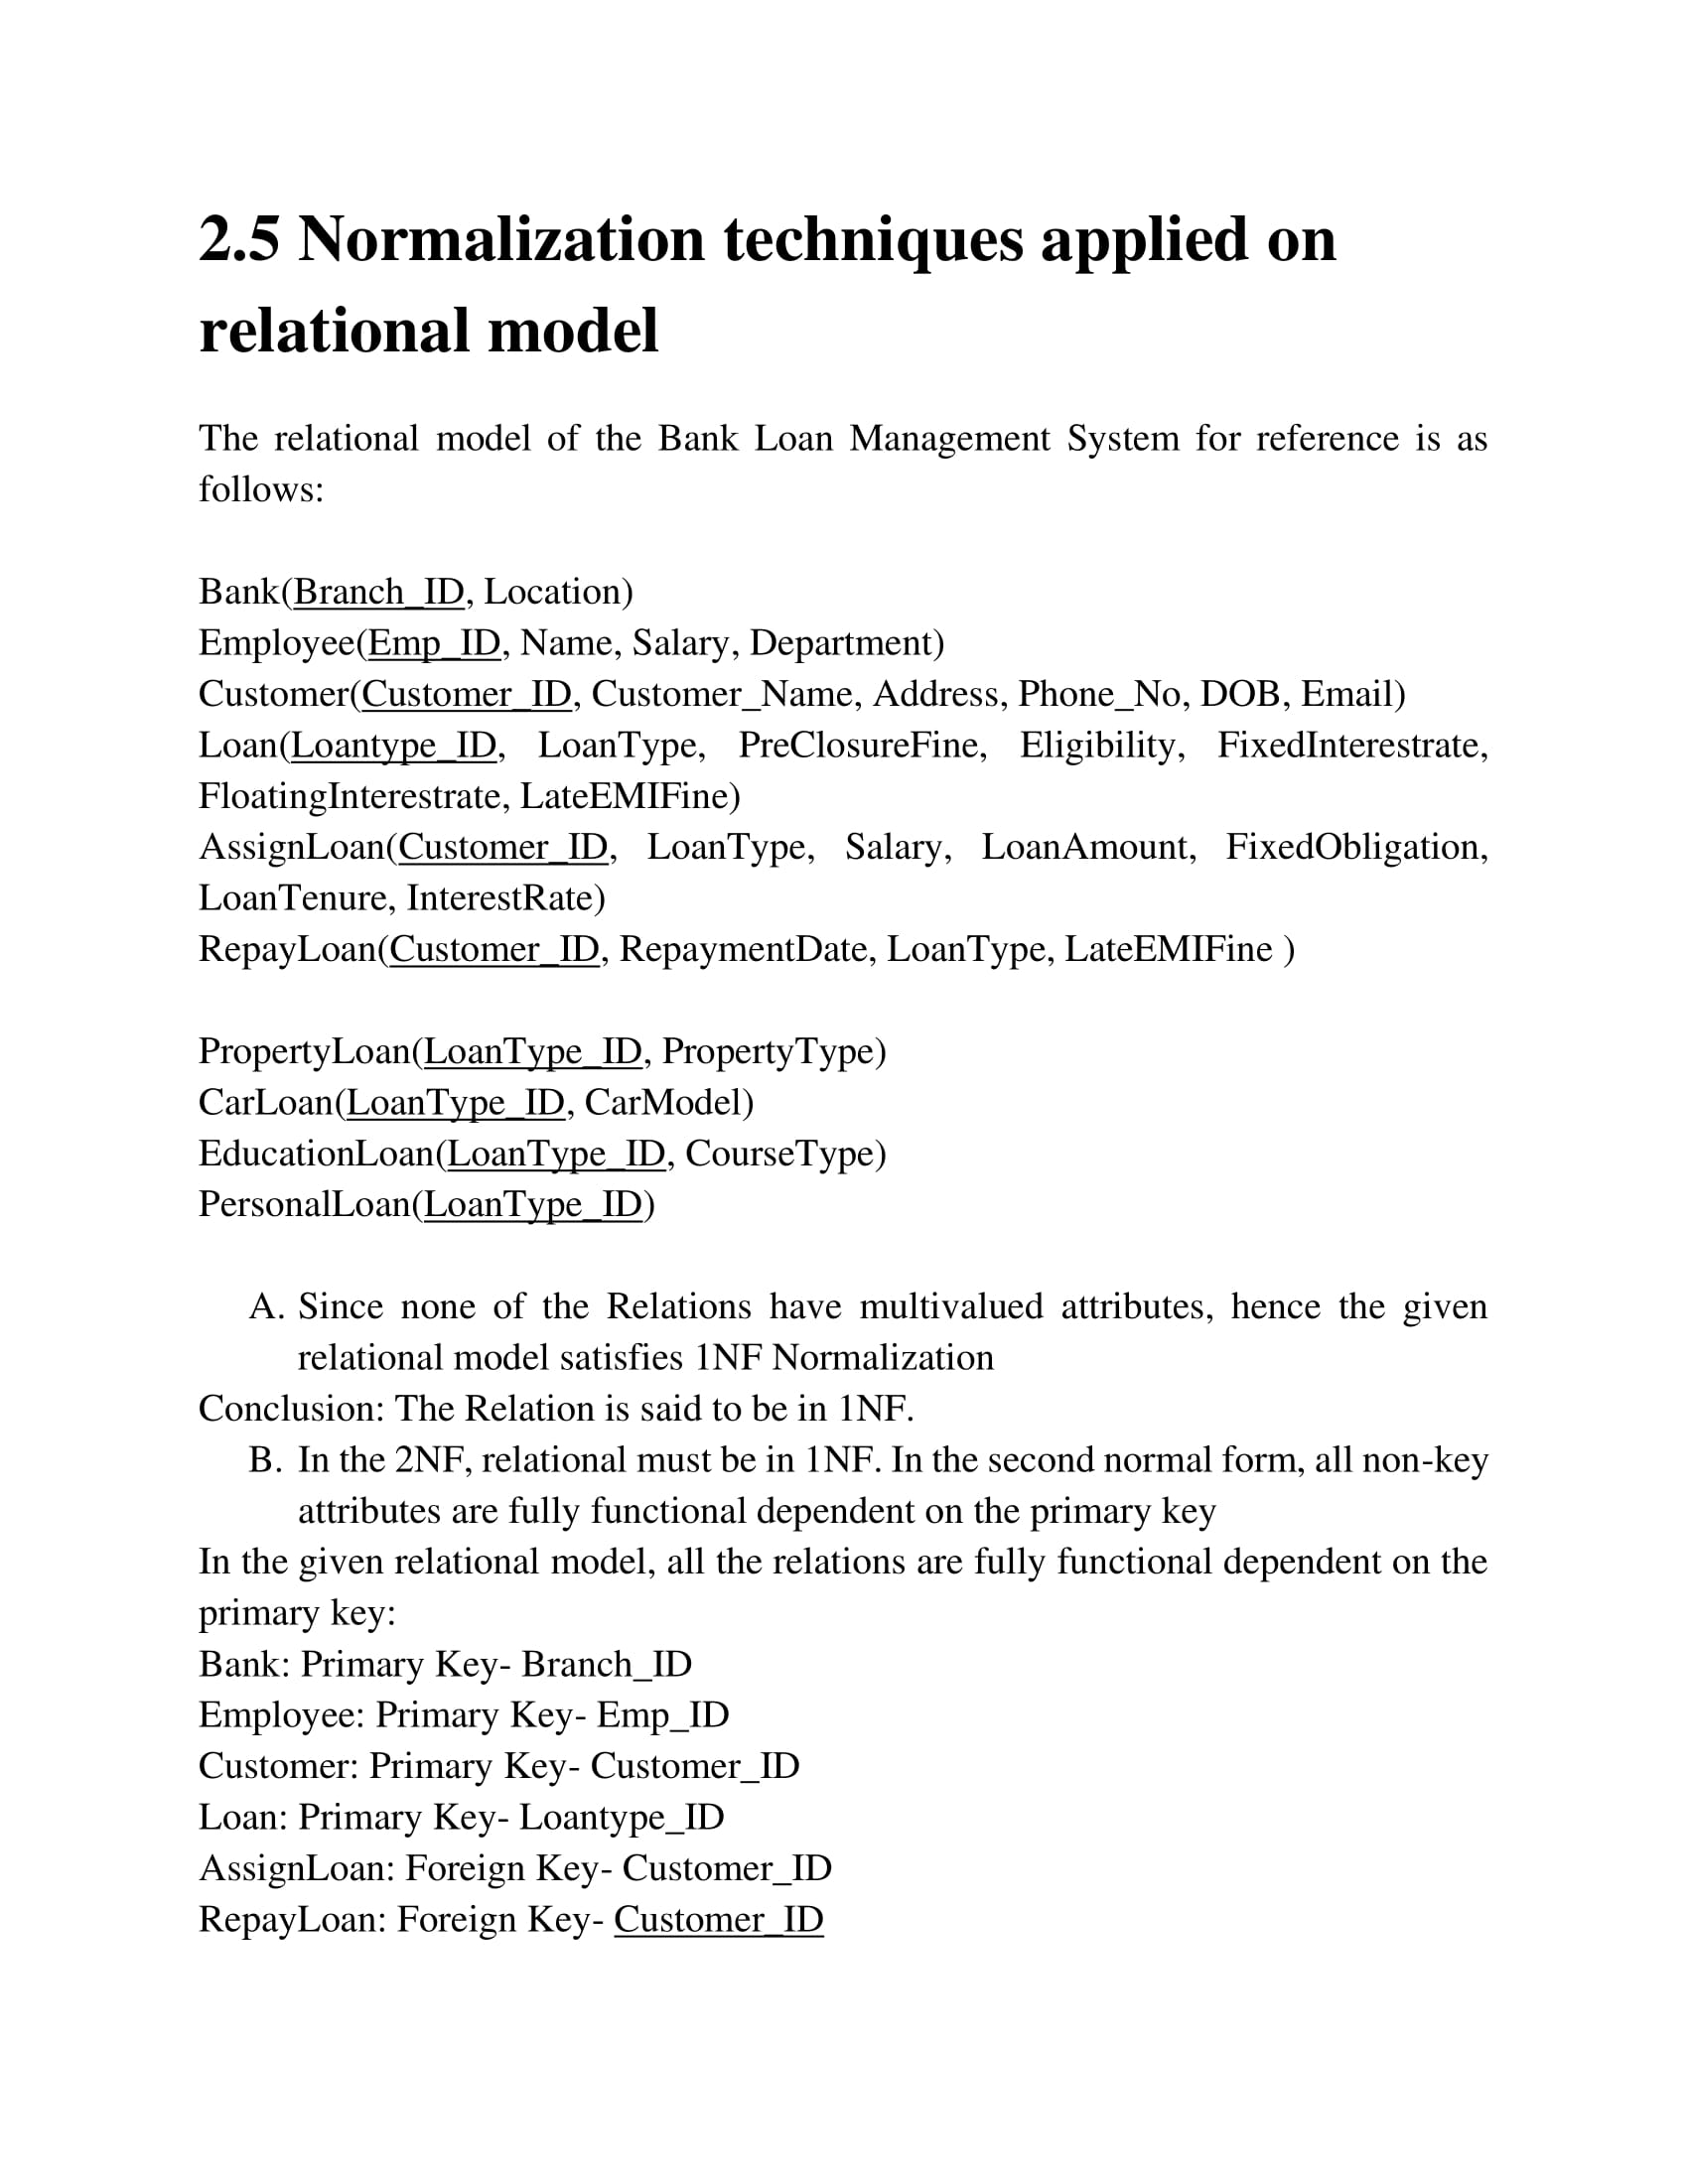 2.5 Normalization techniques applied on
relational model
The relational model of the Bank Loan Management System for reference is as
follows:
Bank(Branch_ID, Location)
Employee(Emp_ID, Name, Salary, Department)
Customer(Customer_ID, Customer_Name, Address, Phone_No, DOB, Email)
Loan(Loantype_ID, LoanType, PreClosureFine, Eligibility, FixedInterestrate,
FloatingInterestrate, LateEMIFine)
AssignLoan(Customer_ID, LoanType, Salary, LoanAmount, FixedObligation,
LoanTenure, InterestRate)
RepayLoan(Customer_ID, RepaymentDate, LoanType, LateEMIFine )
PropertyLoan(LoanType_ID, PropertyType)
CarLoan(LoanType_ID, CarModel)
EducationLoan(LoanType_ID, CourseType)
PersonalLoan(LoanType_ID)
A. Since none of the Relations have multivalued attributes, hence the given
relational model satisfies 1NF Normalization
Conclusion: The Relation is said to be in 1NF.
B. In the 2NF, relational must be in 1NF. In the second normal form, all non-key
attributes are fully functional dependent on the primary key
In the given relational model, all the relations are fully functional dependent on the
primary key:
Bank: Primary Key- Branch_ID
Employee: Primary Key- Emp_ID
Customer: Primary Key- Customer_ID
Loan: Primary Key- Loantype_ID
AssignLoan: Foreign Key- Customer_ID
RepayLoan: Foreign Key- Customer_ID